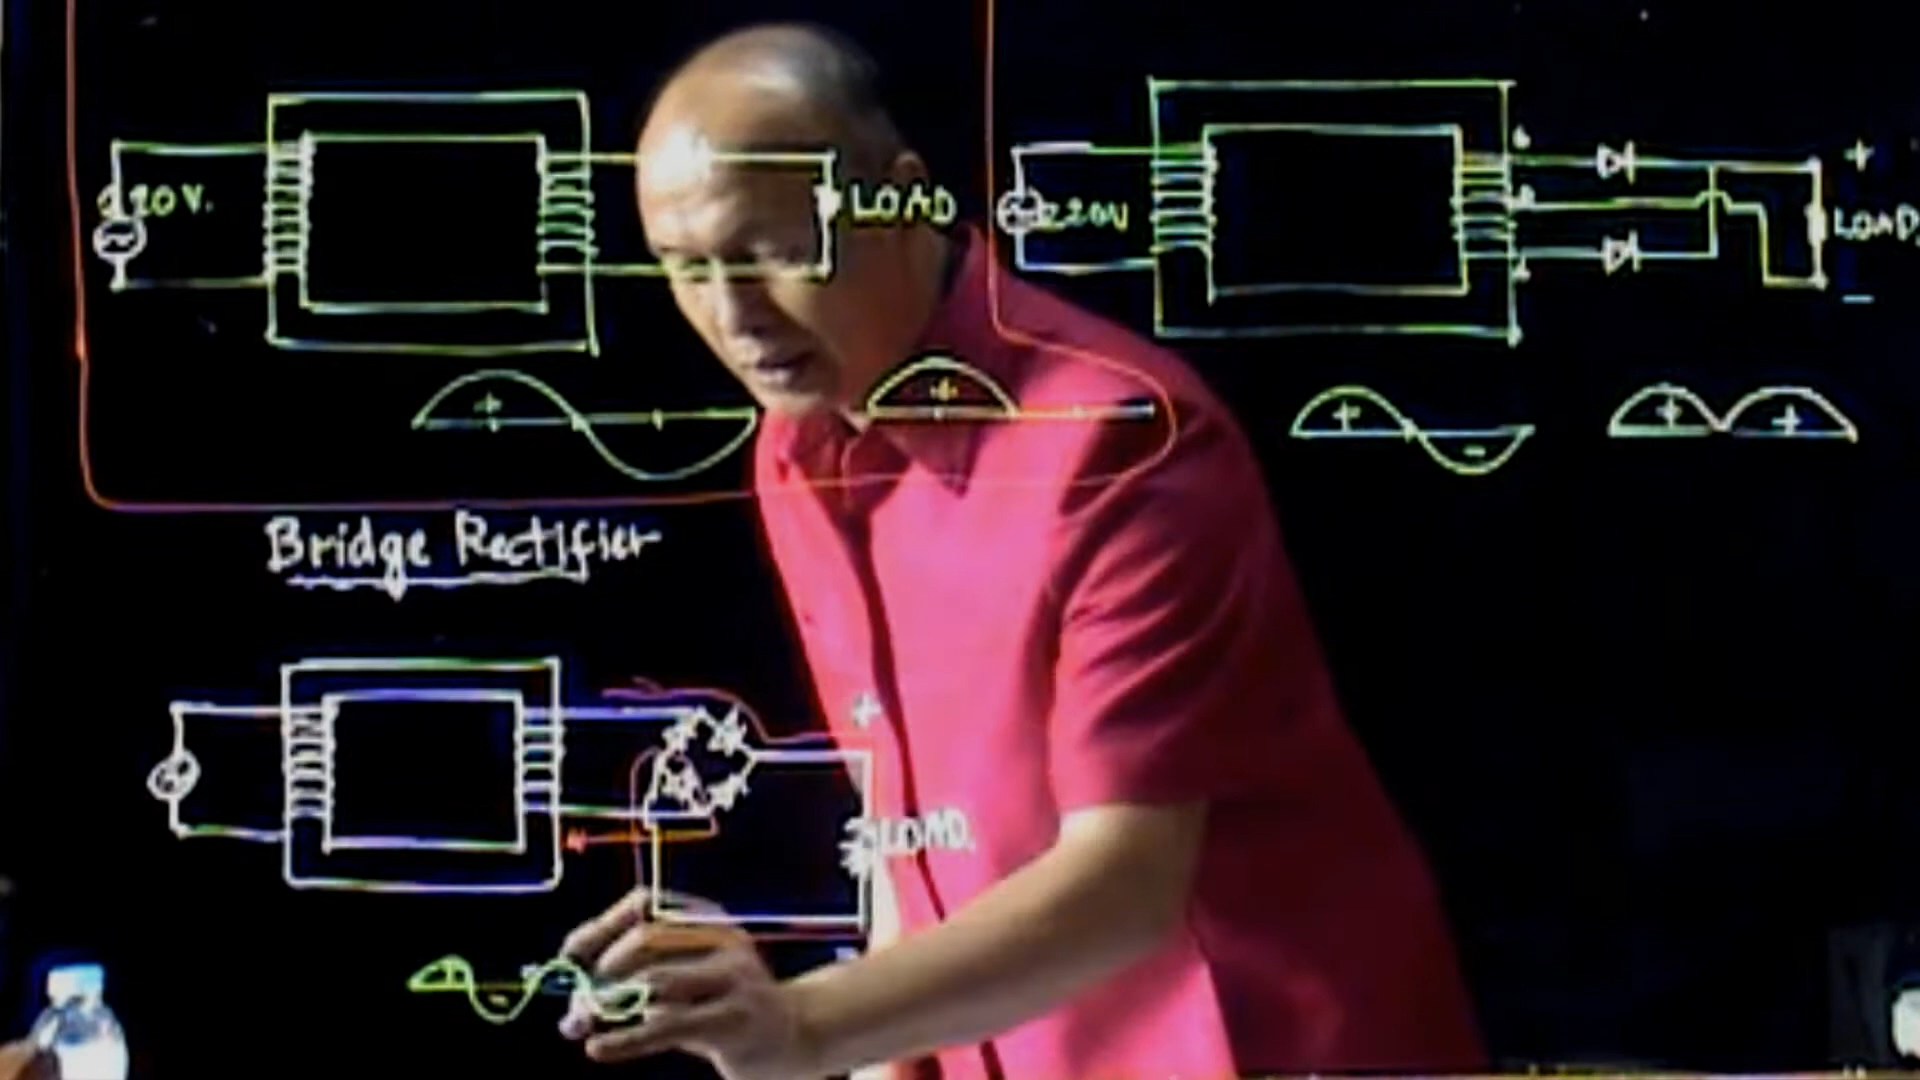 220V.
LOAD
220V
LOAD
+
-
+
+
+
-
+
+
Bridge Rectifier
+
LOAD.
+
-